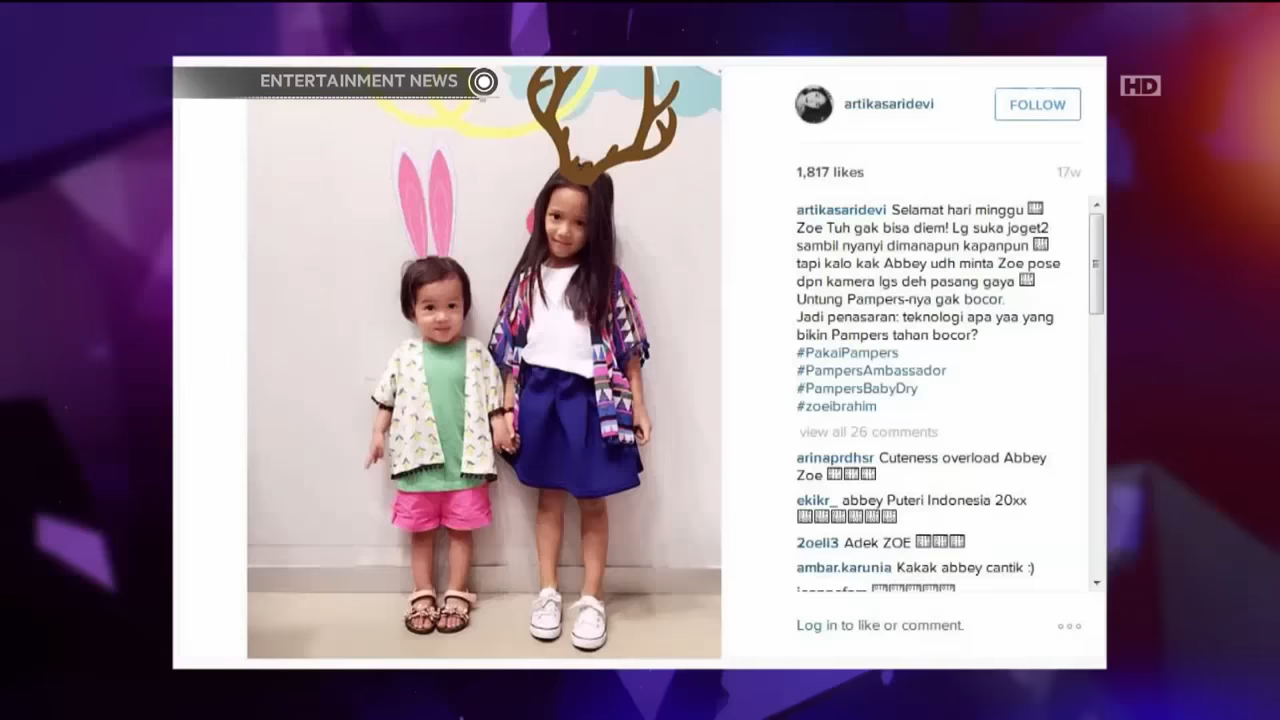 ENTERTAINMENT NEWS
HD
artikasaridevi
FOLLOW
1,817 likes
17w
artikasaridevi Selamat hari minggu
Zoe Tuh gak bisa diem! Lg suka joget2
sambil nyanyi dimanapun kapanpun
tapi kalo kak Abbey udh minta Zoe pose
dpn kamera lgs deh pasang gaya
Untung Pampers-nya gak bocor.
Jadi penasaran: teknologi apa yaa yang
bikin Pampers tahan bocor?
#PakaiPampers
#PampersAmbassador
#PampersBabyDry
#zoeibrahim
view all 26 comments
arinaprdhsr Cuteness overload Abbey
Zoe
ekikr_ abbey Puteri Indonesia 20xx
2oeli3 Adek ZOE
ambar.karunia Kakak abbey cantik :)
Log in to like or comment.